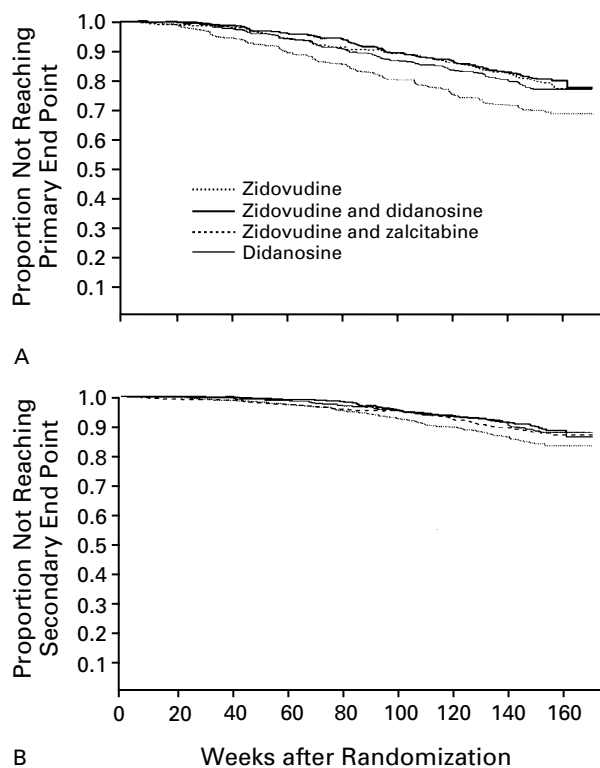 Proportion Not Reaching
Primary End Point
1.0
0.9
0.8
0.7
0.6
0.5
0.4
0.3
0.2
0.1
Zidovudine
Zidovudine and didanosine
Zidovudine and zalcitabine
Didanosine
A
Proportion Not Reaching
Secondary End Point
1.0
0.9
0.8
0.7
0.6
0.5
0.4
0.3
0.2
0.1
0 20 40 60 80 100 120 140 160
B
Weeks after Randomization